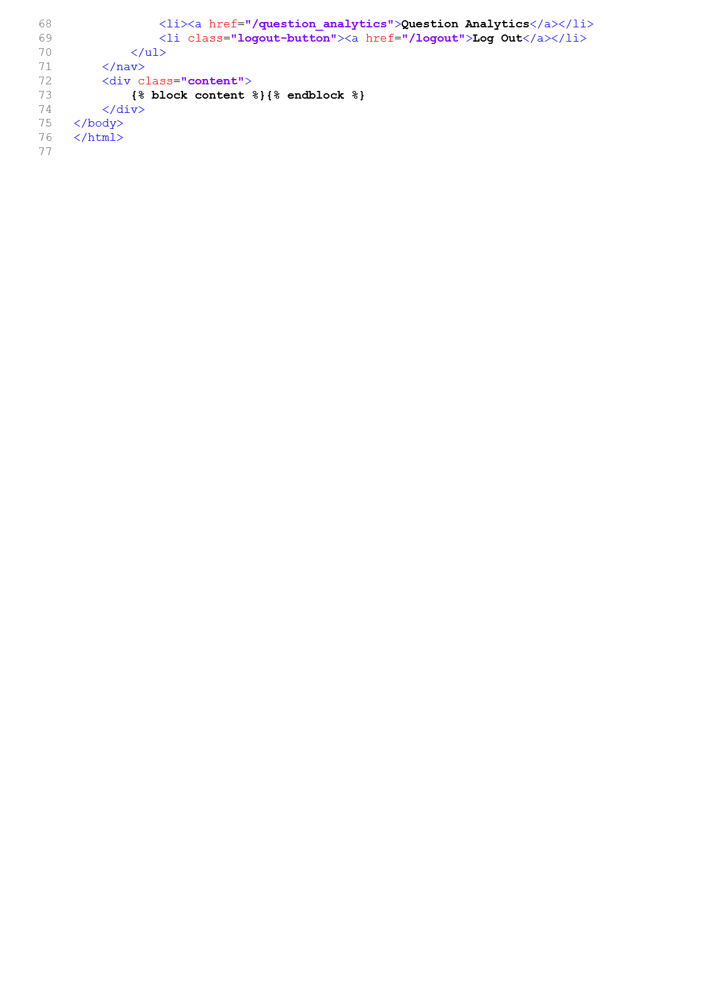 68 <li><a href="/question_analytics">Question Analytics</a></li>
69 <li class="logout-button"><a href="/logout">Log Out</a></li>
70 </ul>
71 </nav>
72 <div class="content">
73 {% block content %}{% endblock %}
74 </div>
75 </body>
76 </html>
77